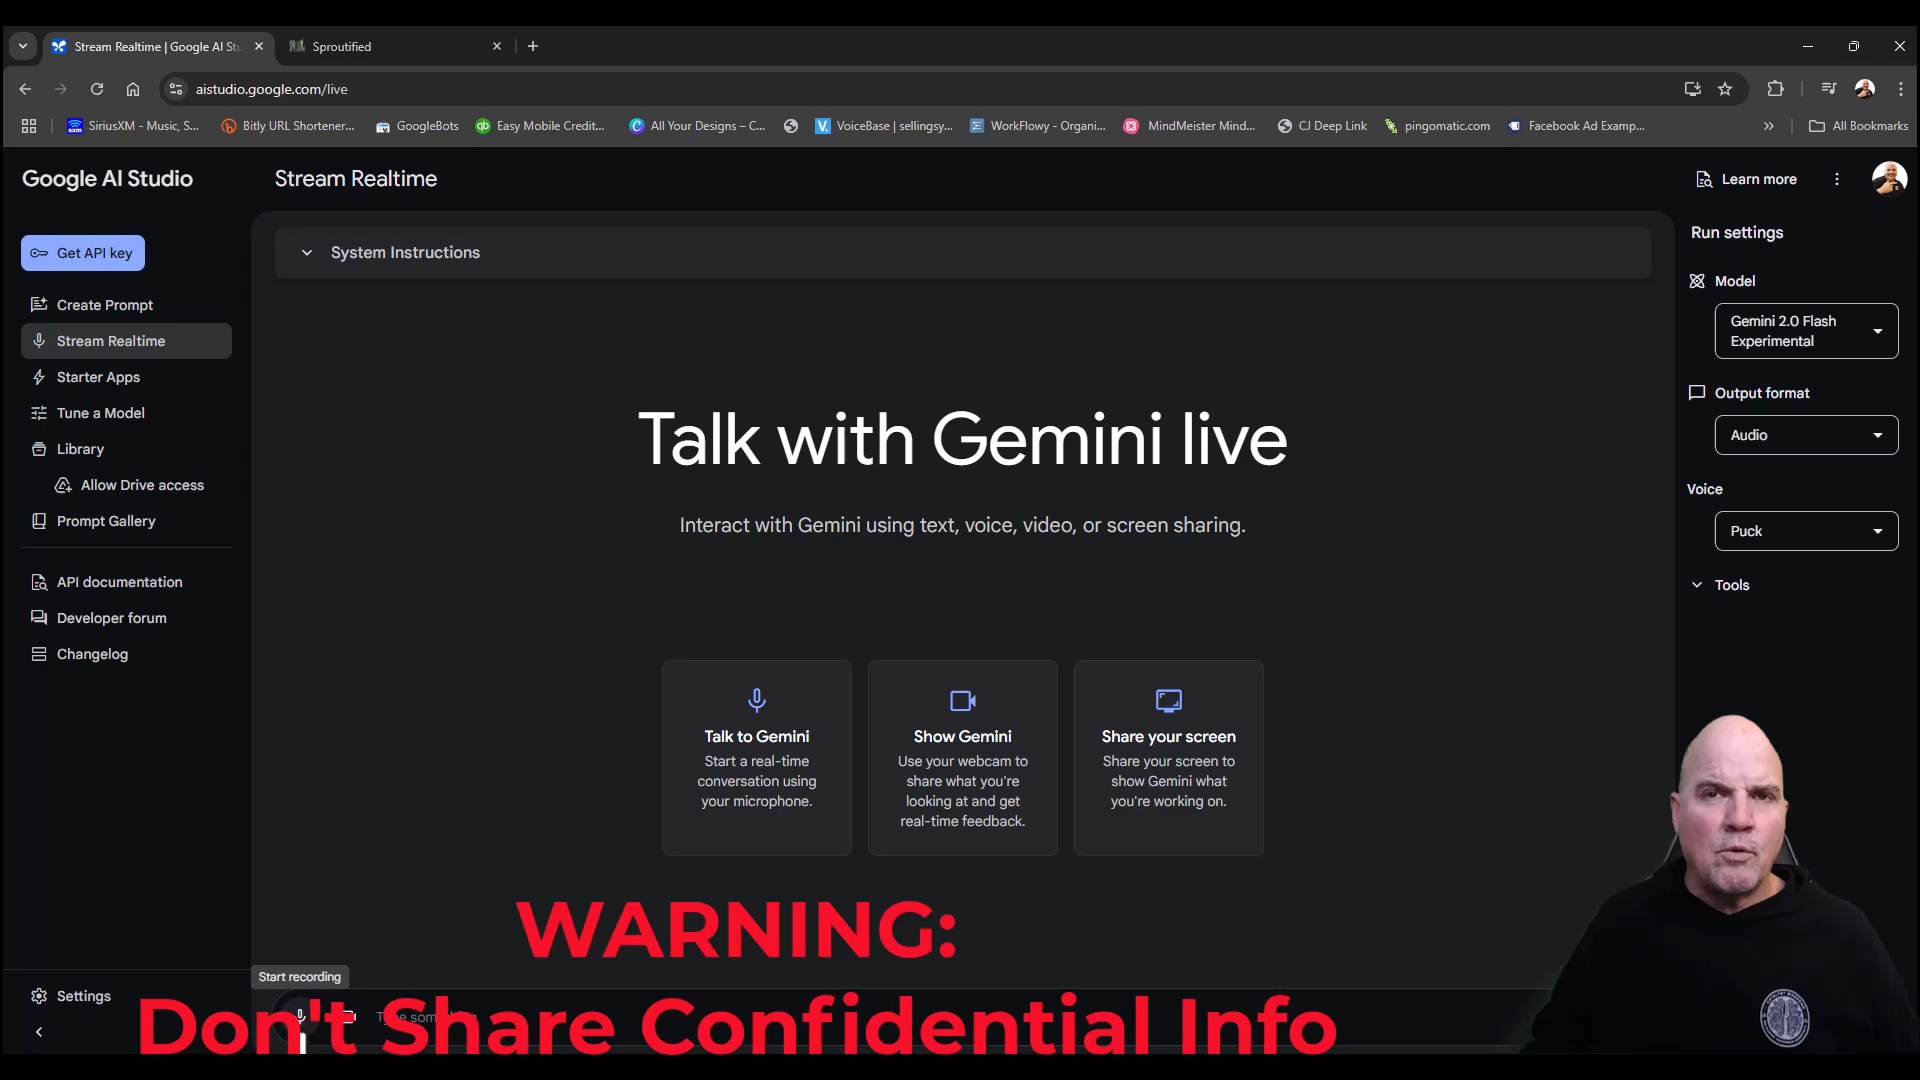 Stream Realtime | Google AI Stu
Sproutified
aistudio.google.com/live
SiriusXM - Music, S...
Bitly URL Shortener...
GoogleBots
Easy Mobile Credit...
All Your Designs – C...
VoiceBase | sellingsy...
WorkFlowy - Organi...
MindMeister Mind...
CJ Deep Link
pingomatic.com
Facebook Ad Examp...
All Bookmarks
Google AI Studio
Stream Realtime
Learn more
Get API key
Create Prompt
Stream Realtime
Starter Apps
Tune a Model
Library
Allow Drive access
Prompt Gallery
API documentation
Developer forum
Changelog
Settings
System Instructions
Talk with Gemini live
Interact with Gemini using text, voice, video, or screen sharing.
Talk to Gemini
Start a real-time
conversation using
your microphone.
Show Gemini
Use your webcam to
share what you're
looking at and get
real-time feedback.
Share your screen
Share your screen to
show Gemini what
you're working on.
Run settings
Model
Gemini 2.0 Flash
Experimental
Output format
Audio
Voice
Puck
Tools
Start recording
WARNING:
Don't Share Confidential Info